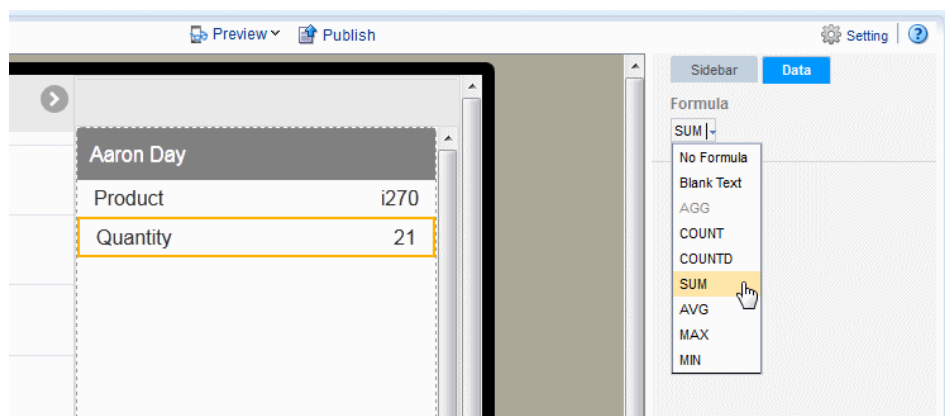 Preview Publish Setting
Sidebar Data
Formula
SUM
No Formula
Blank Text
AGG
COUNT
COUNTD
SUM
AVG
MAX
MIN
Aaron Day
Product i270
Quantity 21